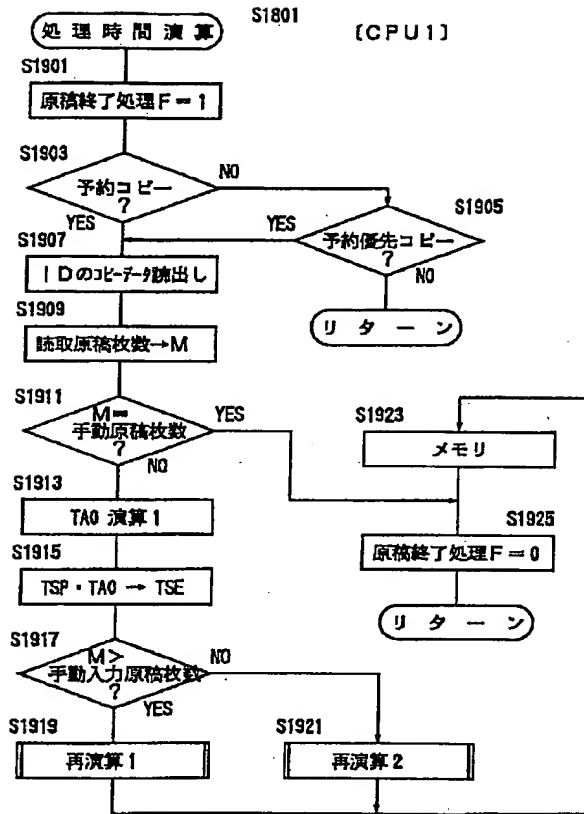 S1801
処理時間演算
〔CPU1〕
S1901
原稿終了処理F=1
S1903
予約コピー
?
NO
YES
S1905
予約優先コピー
?
YES
NO
リターン
S1907
IDのコピーデータ読出し
S1909
読取原稿枚数→M
S1911
M=
手動原稿枚数
?
YES
NO
S1913
TAO 演算1
S1915
TSP・TAO → TSE
S1917
M>
手動入力原稿枚数
?
NO
YES
S1919
再演算1
S1921
再演算2
S1923
メモリ
S1925
原稿終了処理F=0
リターン